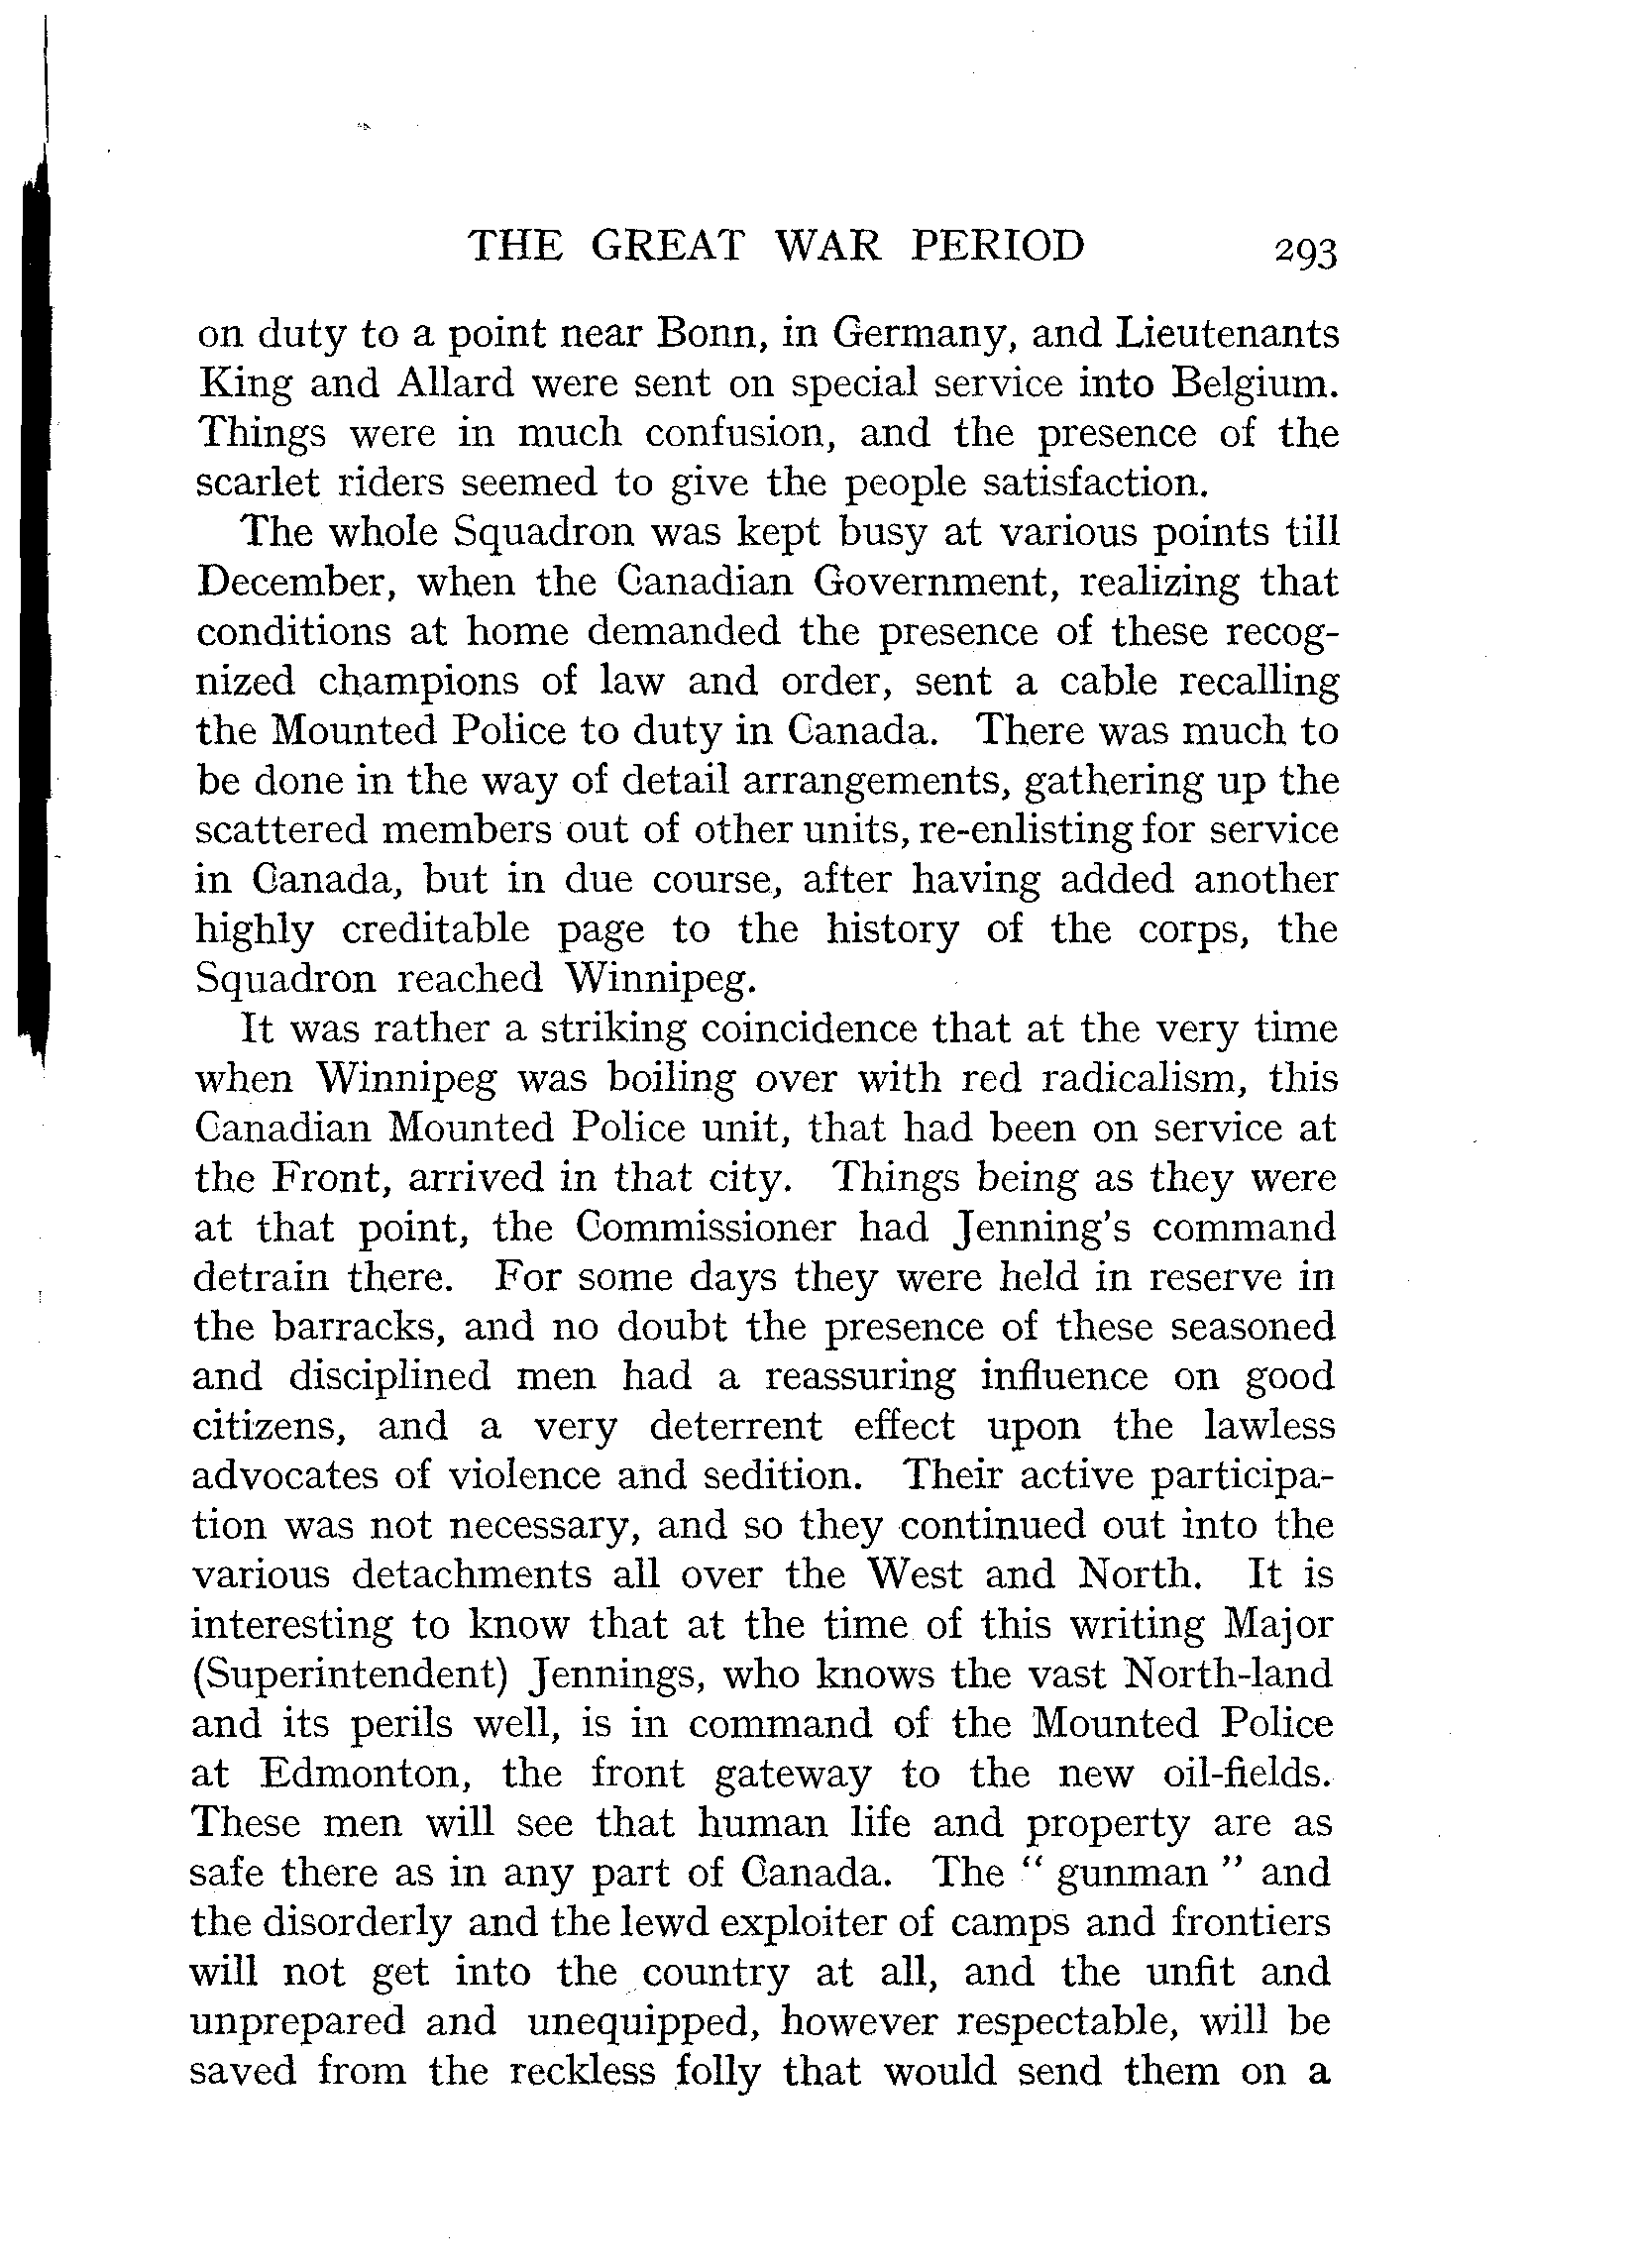 THE GREAT WAR PERIOD 293
on duty to a point near Bonn, in Germany, and Lieutenants
King and Allard were sent on special service into Belgium.
Things were in much confusion, and the presence of the
scarlet riders seemed to give the people satisfaction.
The whole Squadron was kept busy at various points till
December, when the Canadian Government, realizing that
conditions at home demanded the presence of these recog-
nized champions of law and order, sent a cable recalling
the Mounted Police to duty in Canada. There was much to
be done in the way of detail arrangements, gathering up the
scattered members out of other units, re-enlisting for service
in Canada, but in due course, after having added another
highly creditable page to the history of the corps, the
Squadron reached Winnipeg.
It was rather a striking coincidence that at the very time
when Winnipeg was boiling over with red radicalism, this
Canadian Mounted Police unit, that had been on service at
the Front, arrived in that city. Things being as they were
at that point, the Commissioner had Jenning's command
detrain there. For some days they were held in reserve in
the barracks, and no doubt the presence of these seasoned
and disciplined men had a reassuring influence on good
citizens, and a very deterrent effect upon the lawless
advocates of violence and sedition. Their active participa-
tion was not necessary, and so they continued out into the
various detachments all over the West and North. It is
interesting to know that at the time of this writing Major
(Superintendent) Jennings, who knows the vast North-land
and its perils well, is in command of the Mounted Police
at Edmonton, the front gateway to the new oil-fields.
These men will see that human life and property are as
safe there as in any part of Canada. The " gunman " and
the disorderly and the lewd exploiter of camps and frontiers
will not get into the country at all, and the unfit and
unprepared and unequipped, however respectable, will be
saved from the reckless folly that would send them on a